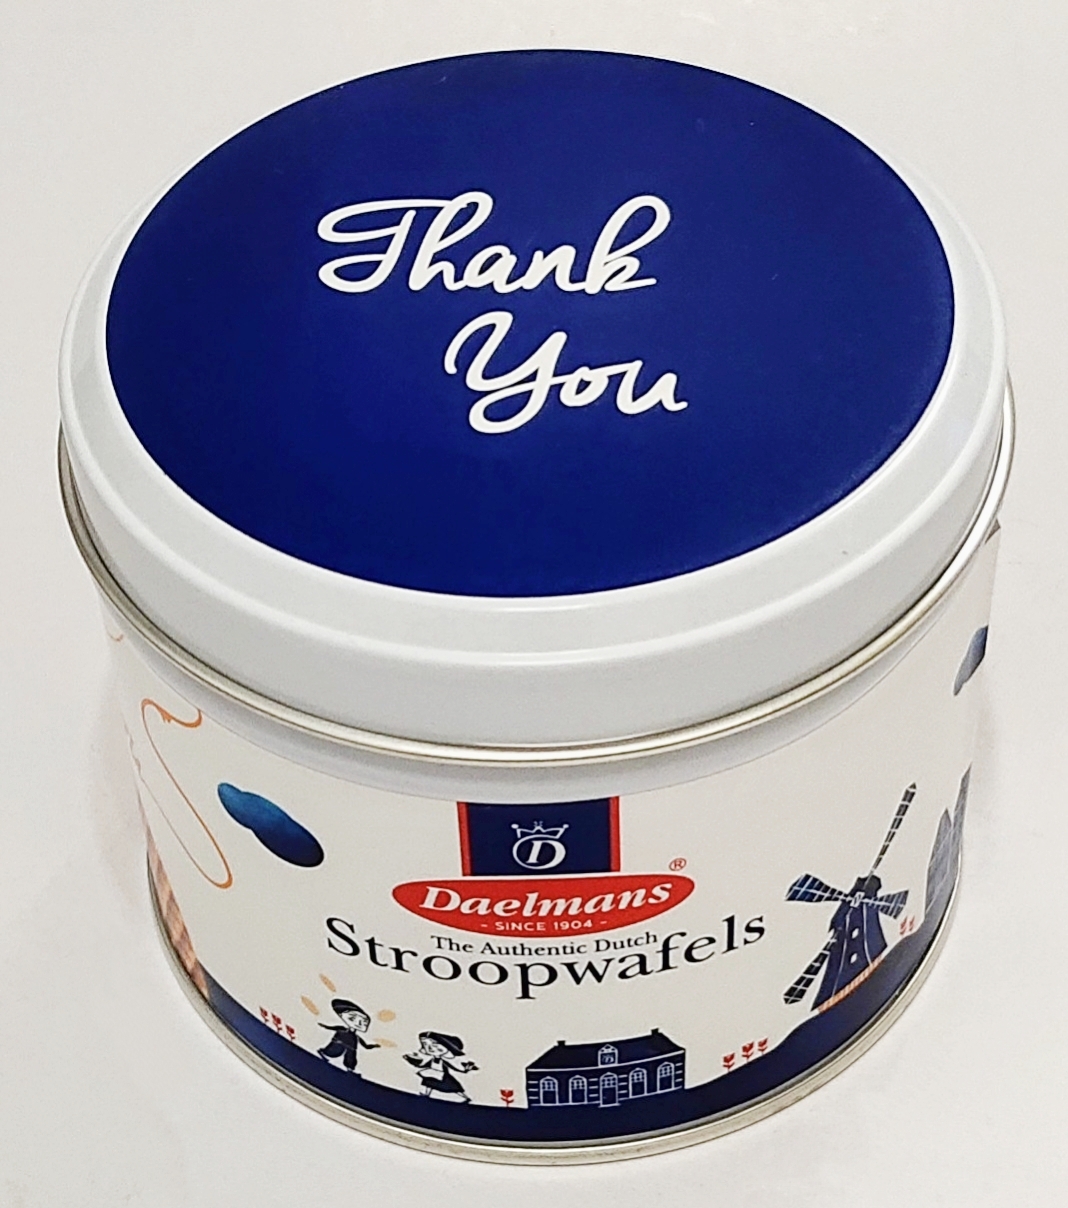 Thank
You
D
Daelmans®
- SINCE 1904 -
The Authentic Dutch
Stroopwafels